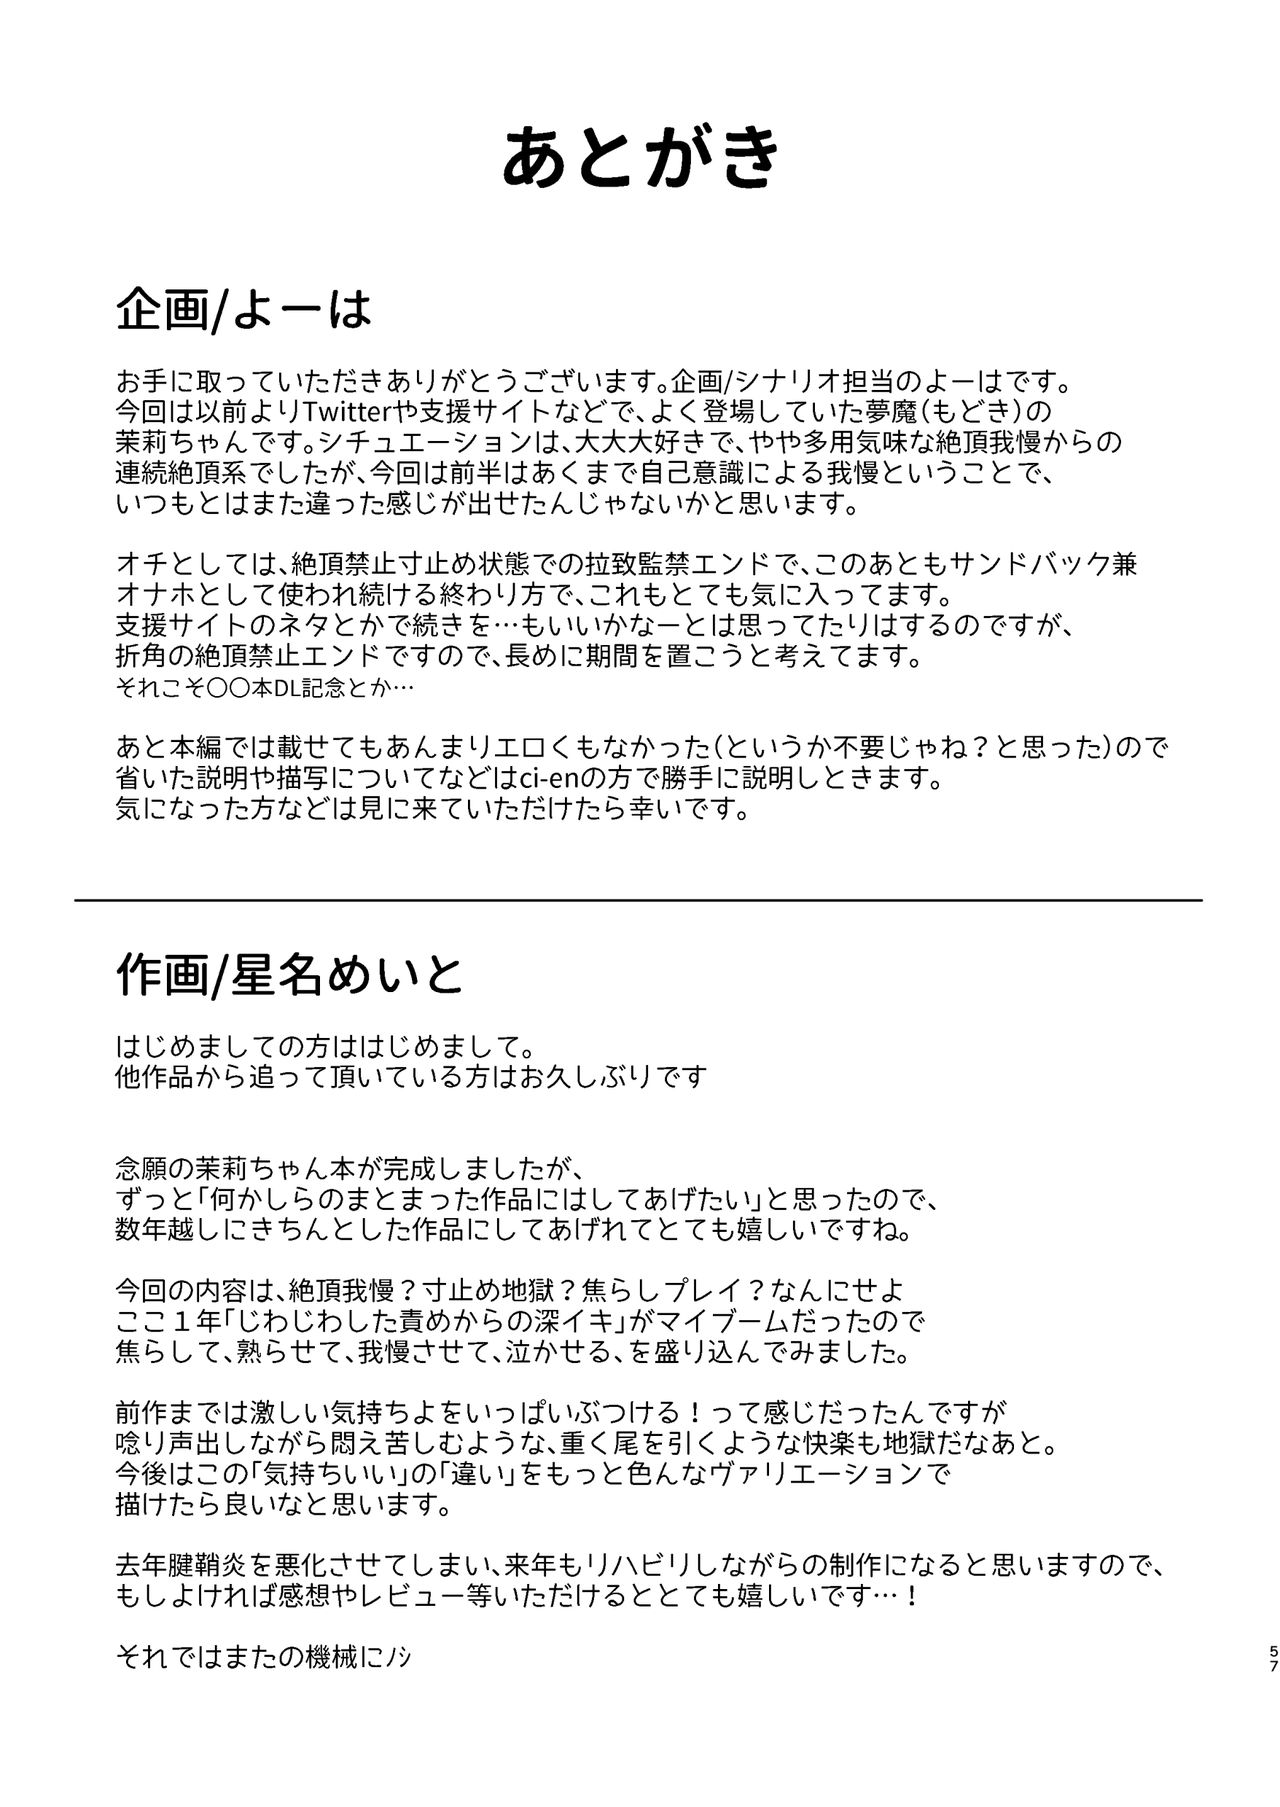 あとがき
企画/よーは
お手に取っていただきありがとうございます。企画/シナリオ担当のよーはです。
今回は以前よりTwitterや支援サイトなどで、よく登場していた夢魔(もどき)の
茉莉ちゃんです。シチュエーションは、大大大好きで、やや多用気味な絶頂我慢からの
連続絶頂系でしたが、今回は前半はあくまで自己意識による我慢ということで、
いつもとはまた違った感じが出せたんじゃないかと思います。
オチとしては、絶頂禁止寸止め状態での拉致監禁エンドで、このあともサンドバック兼
オナホとして使われ続ける終わり方で、これもとても気に入ってます。
支援サイトのネタとかで続きを…もいいかなーとは思ってたりはするのですが、
折角の絶頂禁止エンドですので、長めに期間を置こうと考えてます。
それこそ〇〇本DL記念とか…
あと本編では載せてもあんまりエロくもなかった(というか不要じゃね？と思った)ので
省いた説明や描写についてなどはci-enの方で勝手に説明しときます。
気になった方などは見に来ていただけたら幸いです。
作画/星名めいと
はじめましての方ははじめまして。
他作品から追って頂いている方はお久しぶりです
念願の茉莉ちゃん本が完成しましたが、
ずっと「何かしらのまとまった作品にはしてあげたい」と思ったので、
数年越しにきちんとした作品にしてあげれてとても嬉しいですね。
今回の内容は、絶頂我慢？寸止め地獄？焦らしプレイ？なんにせよ
ここ１年「じわじわした責めからの深イキ」がマイブームだったので
焦らして、熟らせて、我慢させて、泣かせる、を盛り込んでみました。
前作までは激しい気持ちよをいっぱいぶつける！って感じだったんですが
唸り声出しながら悶え苦しむような、重く尾を引くような快楽も地獄だなあと。
今後はこの「気持ちいい」の「違い」をもっと色んなヴァリエーションで
描けたら良いなと思います。
去年腱鞘炎を悪化させてしまい、来年もリハビリしながらの制作になると思いますので、
もしよければ感想やレビュー等いただけるととても嬉しいです…！
それではまたの機械にﾉｼ
57